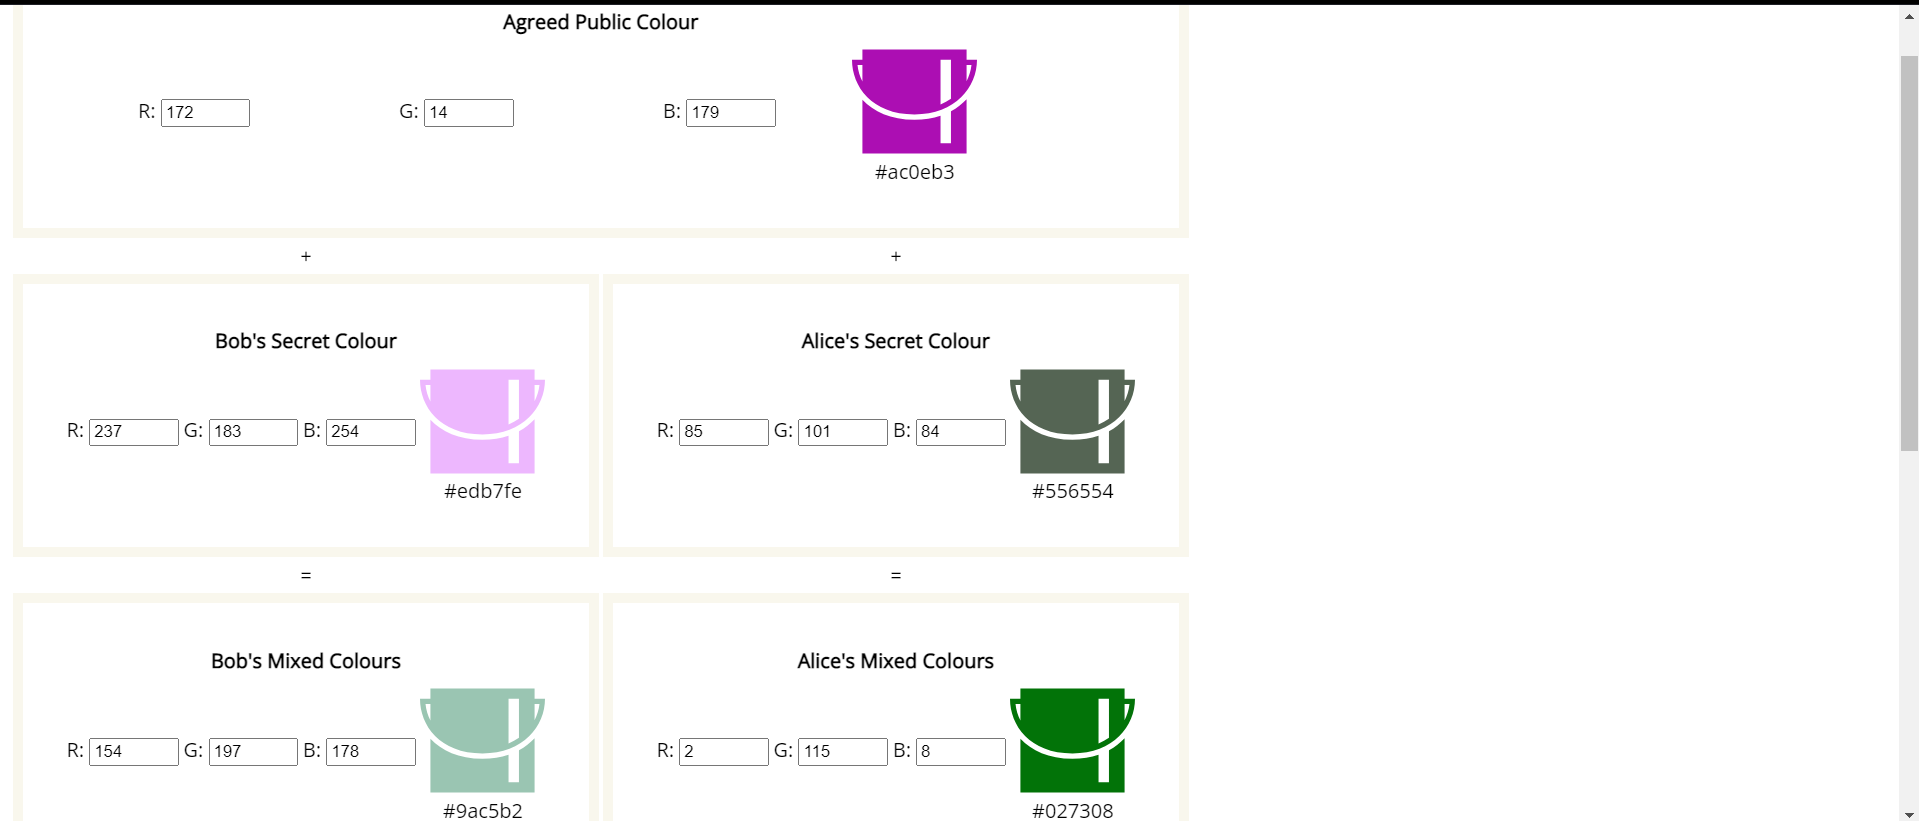 Agreed Public Colour
R: 172 G: 14 B: 179
#ac0eb3
+ +
Bob's Secret Colour Alice's Secret Colour
R: 237 G: 183 B: 254 R: 85 G: 101 B: 84
#edb7fe #556554
= =
Bob's Mixed Colours Alice's Mixed Colours
R: 154 G: 197 B: 178 R: 2 G: 115 B: 8
#9ac5b2 #027308